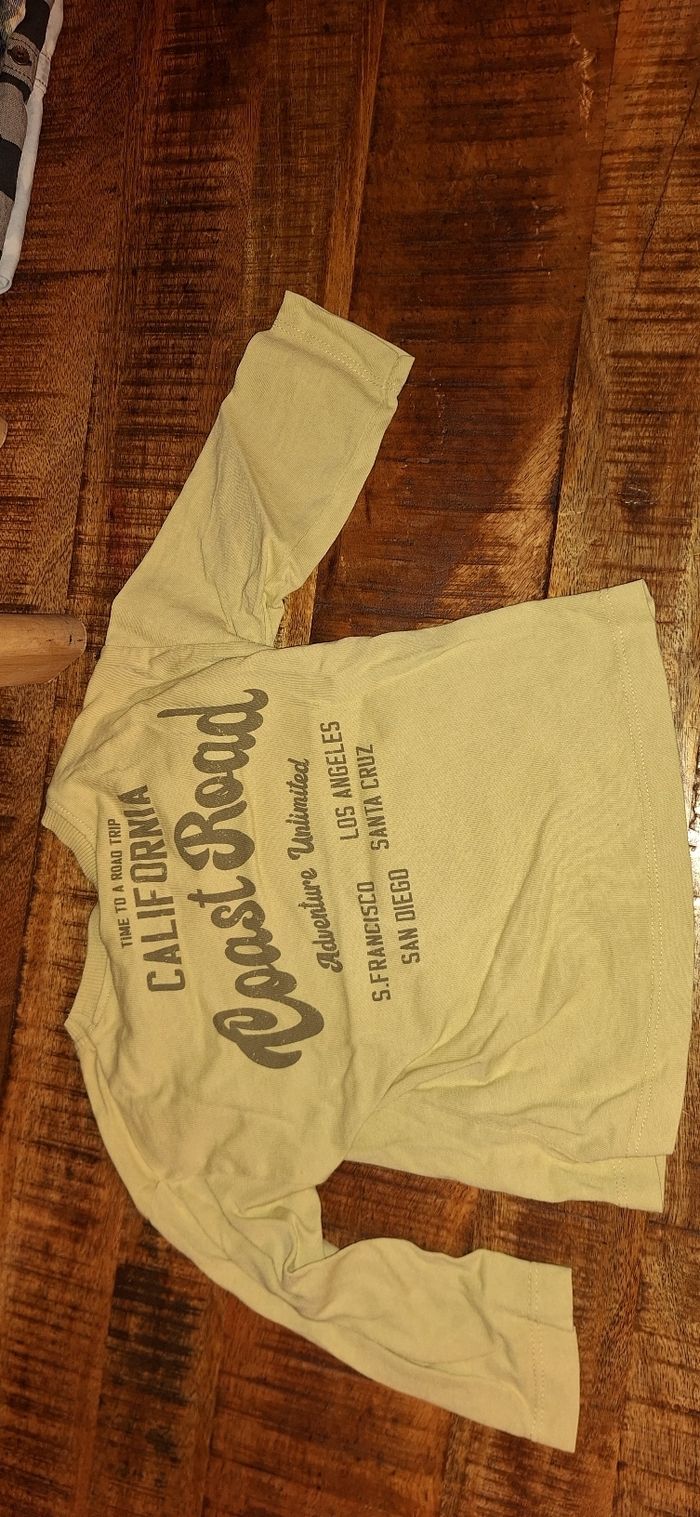 TIME TO A ROAD TRIP
CALIFORNIA
Coast Road
Adventure Unlimited
S.FRANCISCO LOS ANGELES
SAN DIEGO SANTA CRUZ